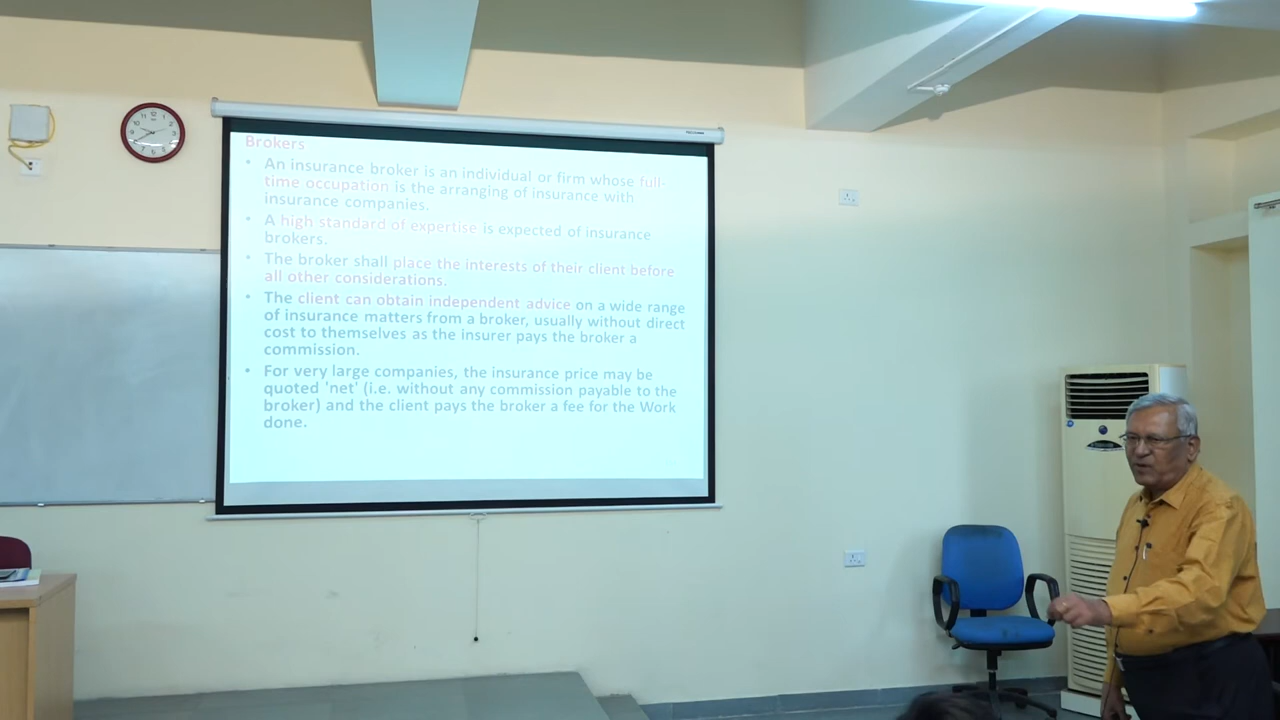 Brokers
• An insurance broker is an individual or firm whose full-
time occupation is the arranging of insurance with
insurance companies.
• A high standard of expertise is expected of insurance
brokers.
• The broker shall place the interests of their client before
all other considerations.
• The client can obtain independent advice on a wide range
of insurance matters from a broker, usually without direct
cost to themselves as the insurer pays the broker a
commission.
• For very large companies, the insurance price may be
quoted 'net' (i.e. without any commission payable to the
broker) and the client pays the broker a fee for the Work
done.